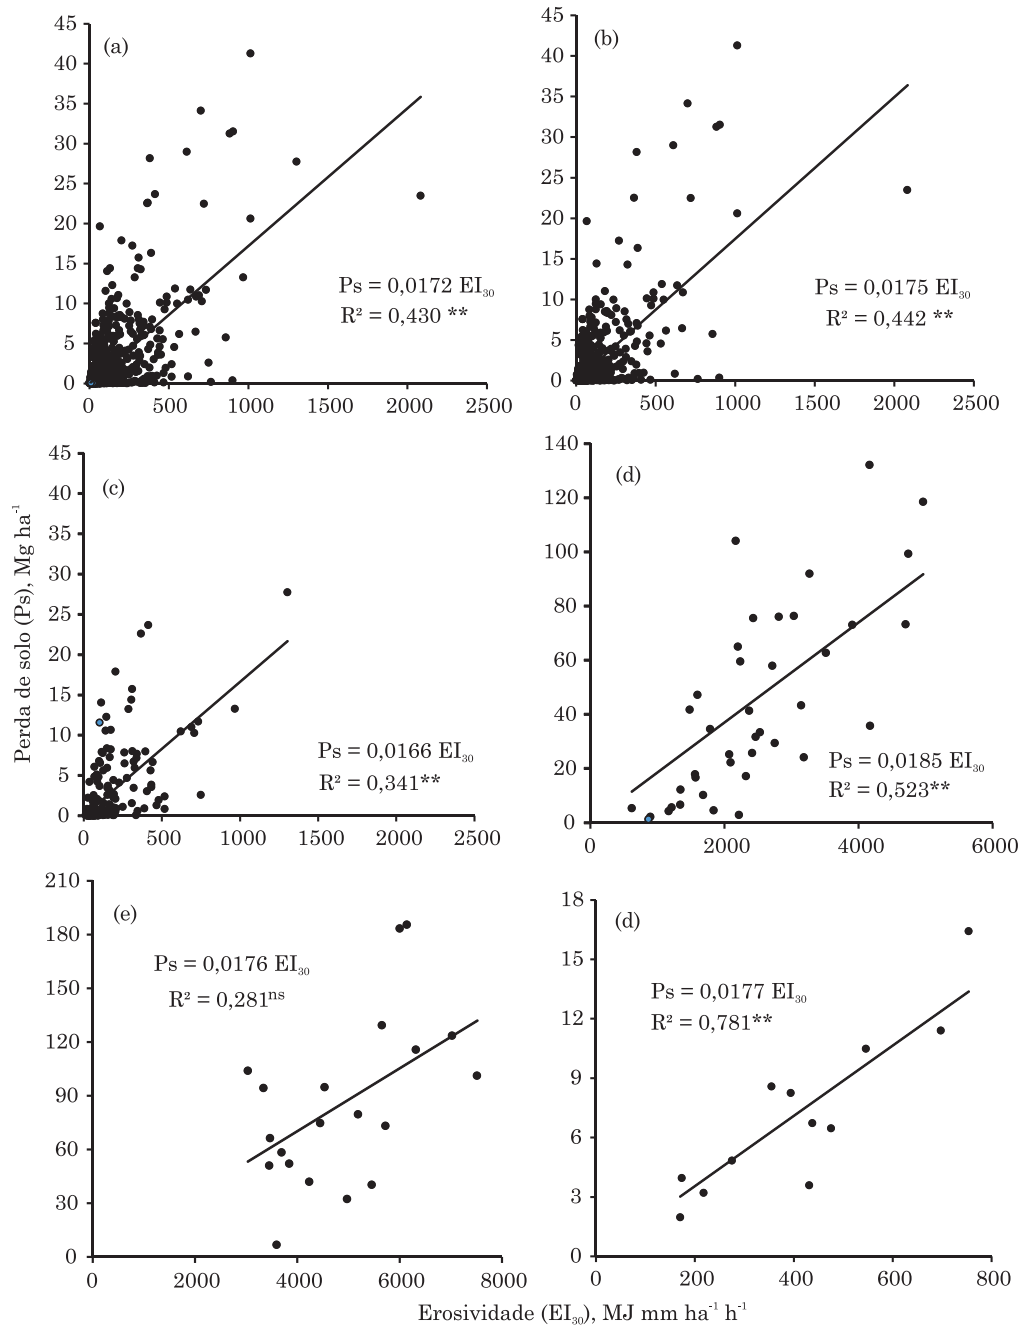 (a)
45
40
35
30
25
20
15
10
5
0
0 500 1000 1500 2000 2500
Ps = 0,0172 EI30
R² = 0,430 **
(b)
45
40
35
30
25
20
15
10
5
0
0 500 1000 1500 2000 2500
Ps = 0,0175 EI30
R² = 0,442 **
Perda de solo (Ps), Mg ha-1
(c)
45
40
35
30
25
20
15
10
5
0
0 500 1000 1500 2000 2500
Ps = 0,0166 EI30
R² = 0,341**
(d)
140
120
100
80
60
40
20
0
0 2000 4000 6000
Ps = 0,0185 EI30
R² = 0,523**
(e)
210
180
150
120
90
60
30
0
0 2000 4000 6000 8000
Ps = 0,0176 EI30
R² = 0,281ns
(d)
18
15
12
9
6
3
0
0 200 400 600 800
Ps = 0,0177 EI30
R² = 0,781**
Erosividade (EI30), MJ mm ha-1 h-1